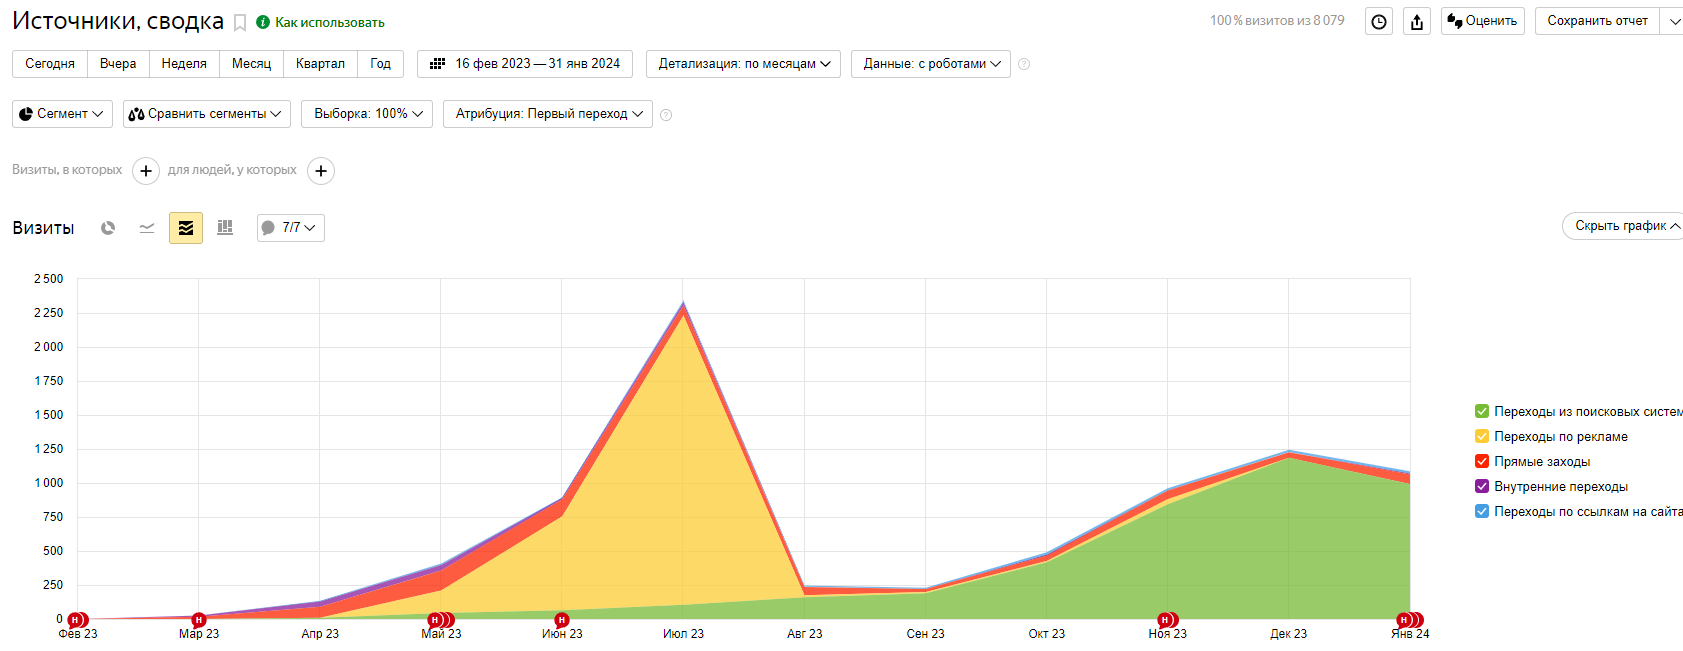 Источники, сводка
Как использовать
100 % визитов из 8 079
Оценить
Сохранить отчет
Сегодня Вчера Неделя Месяц Квартал Год
16 фев 2023 — 31 янв 2024
Детализация: по месяцам
Данные: с роботами
?
Сегмент
Сравнить сегменты
Выборка: 100%
Атрибуция: Первый переход
?
Визиты, в которых + для людей, у которых +
Визиты
7/7
Скрыть график
2 500
2 250
2 000
1 750
1 500
1 250
1 000
750
500
250
0
Переходы из поисковых систем
Переходы по рекламе
Прямые заходы
Внутренние переходы
Переходы по ссылкам на сайта
Н Н Н Н Н Н
Фев 23 Мар 23 Апр 23 Май 23 Июн 23 Июл 23 Авг 23 Сен 23 Окт 23 Ноя 23 Дек 23 Янв 24